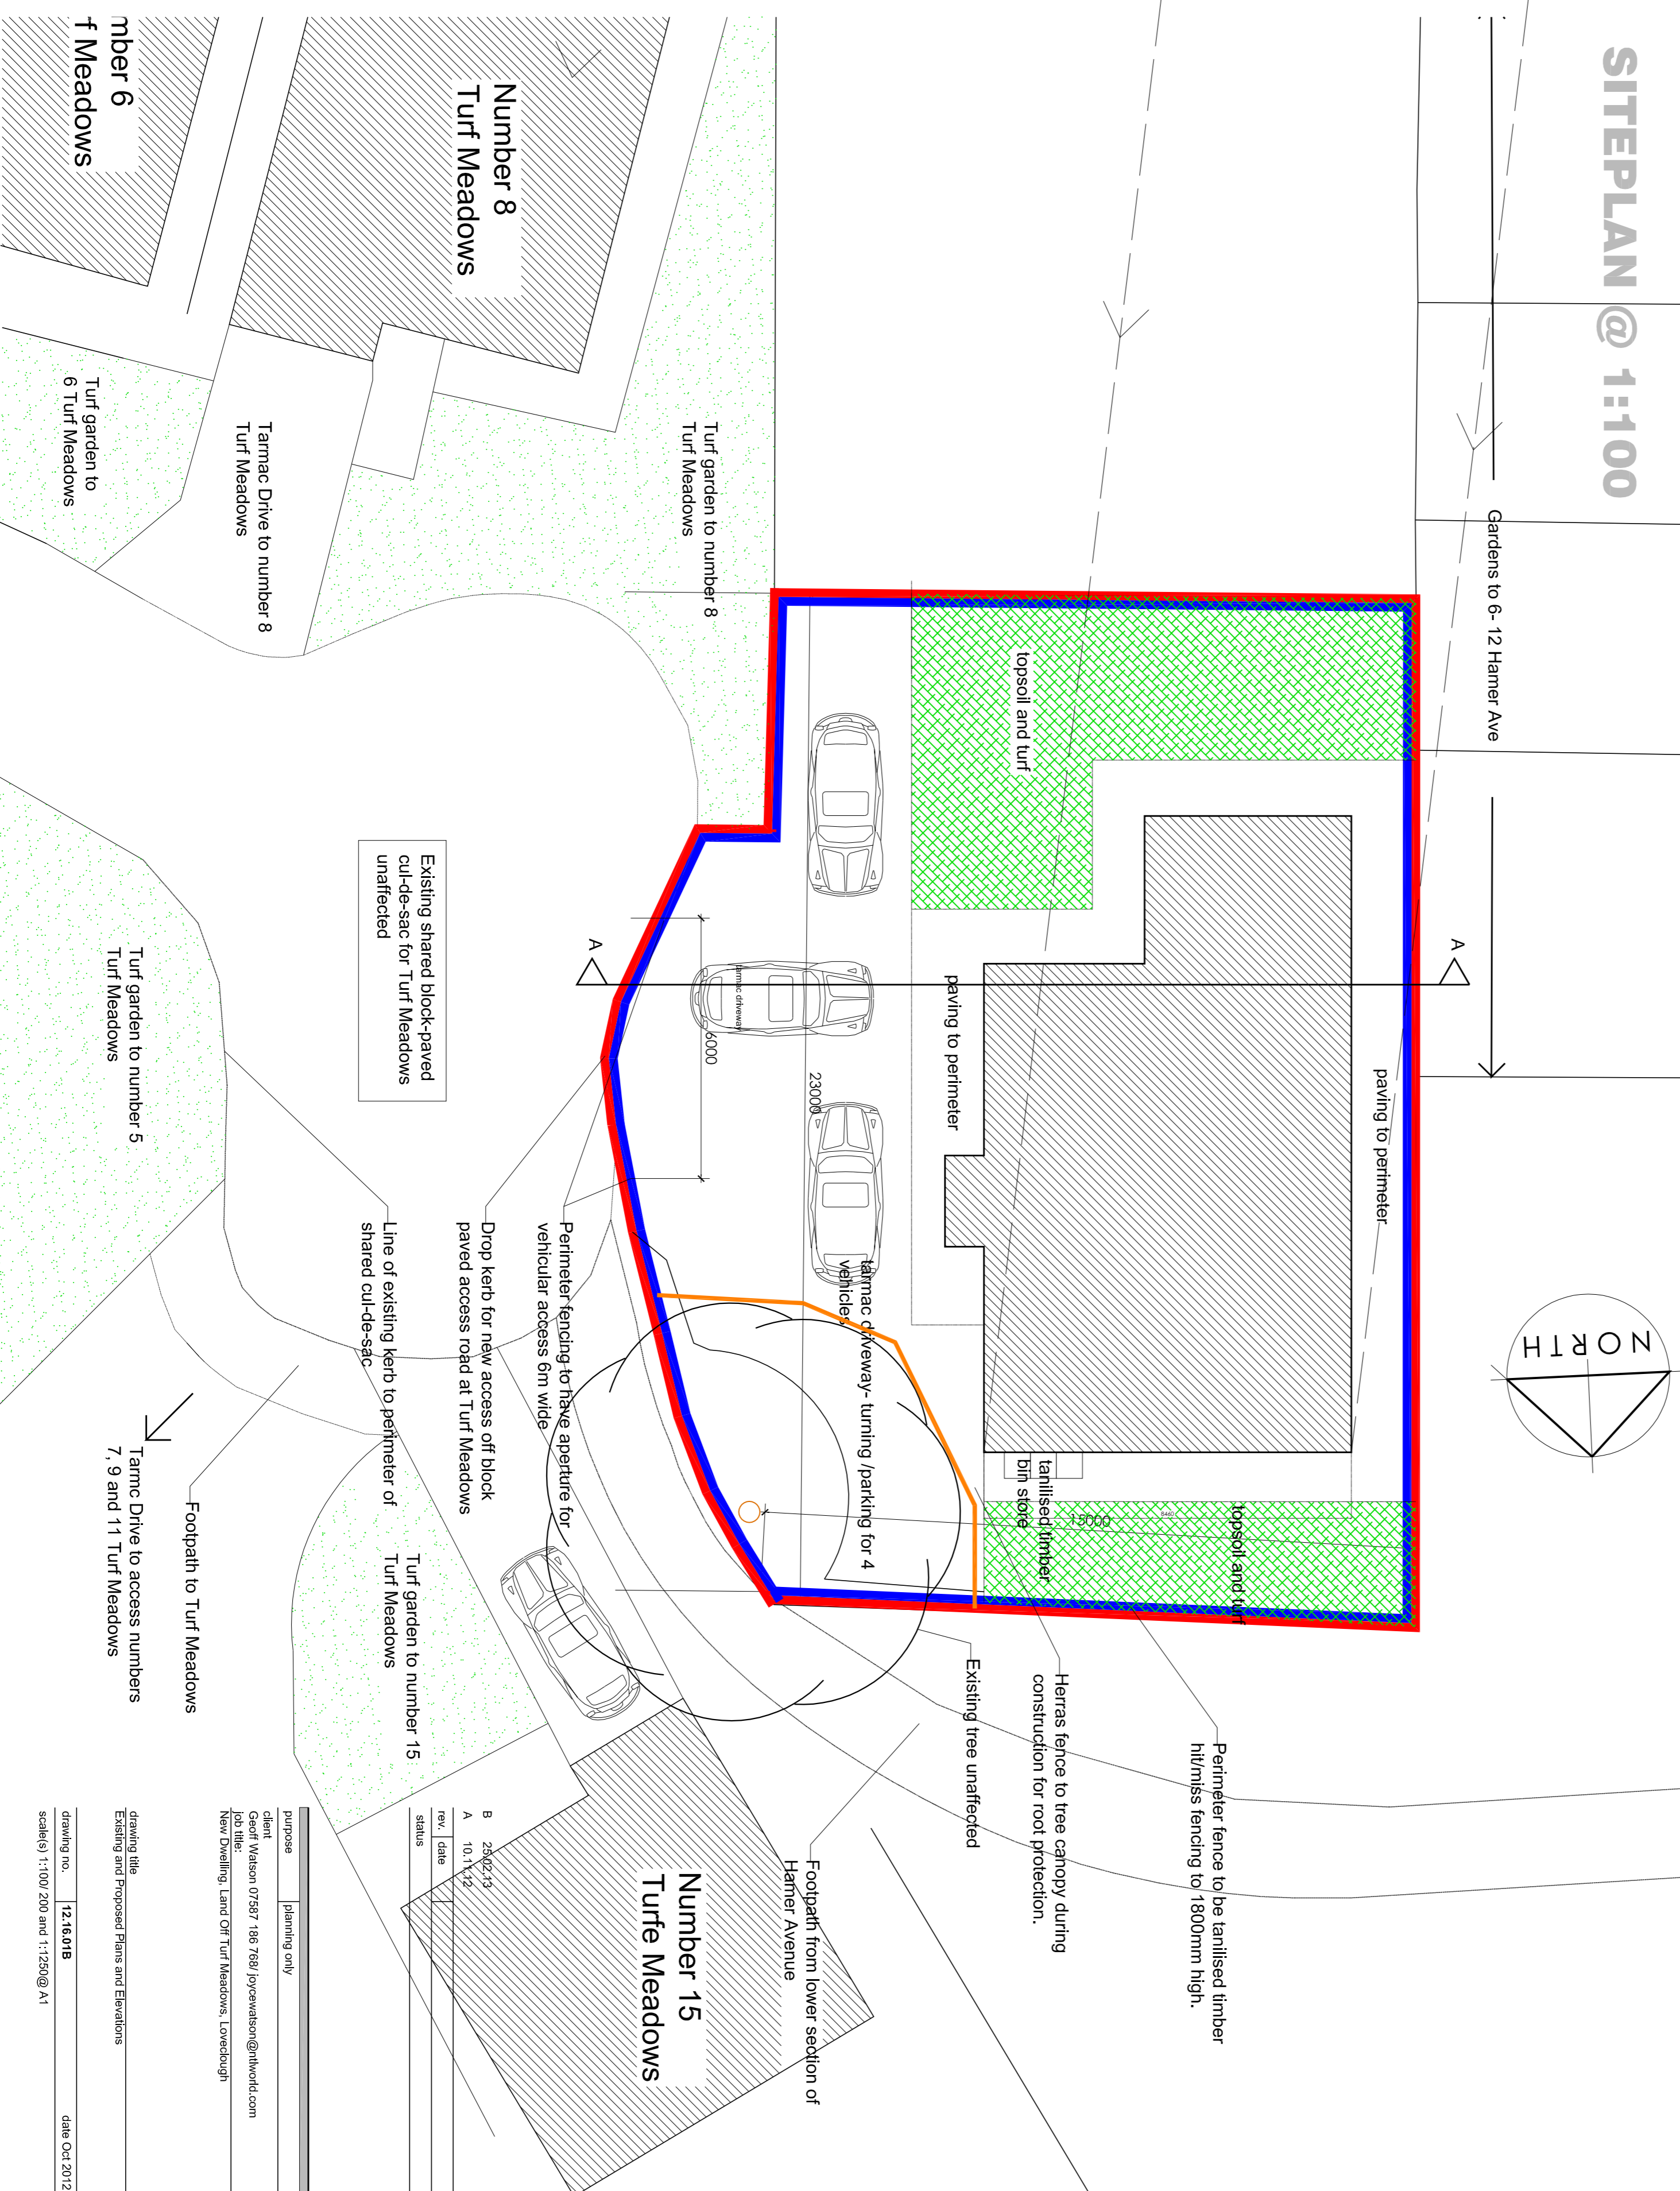 SITEPLAN @ 1:100
Gardens to 6- 12 Hamer Ave
NORTH
A
A
topsoil and turf
paving to perimeter
paving to perimeter
Perimeter fence to be tanilised timber
hit/miss fencing to 1800mm high.
topsoil and turf
15000
8460
tanilised timber
bin store
Herras fence to tree canopy during
construction for root protection.
Existing tree unaffected
tarmac driveway- turning /parking for 4
vehicles
23000
6000
tarmac driveway
Footpath from lower section of
Hamer Avenue
Number 15
Turfe Meadows
Turf garden to number 8
Turf Meadows
Number 8
Turf Meadows
Perimeter fencing to have aperture for
vehicular access 6m wide
Drop kerb for new access off block
paved access road at Turf Meadows
Line of existing kerb to perimeter of
shared cul-de-sac
Existing shared block-paved
cul-de-sac for Turf Meadows
unaffected
Turf garden to number 15
Turf Meadows
Tarmac Drive to number 8
Turf Meadows
Footpath to Turf Meadows
Turf garden to number 5
Turf Meadows
Tarmc Drive to access numbers
7, 9 and 11 Turf Meadows
mber 6
f Meadows
Turf garden to
6 Turf Meadows
B 25.02.13
A 10.11.12
rev. date
status
purpose planning only
client
Geoff Watson 07587 186 768/ joycewatson@ntlworld.com
job title:
New Dwelling, Land Off Turf Meadows, Loveclough
drawing title
Existing and Proposed Plans and Elevations
drawing no. 12.16.01B date Oct 2012
scale(s) 1:100/ 200 and 1:1250@ A1